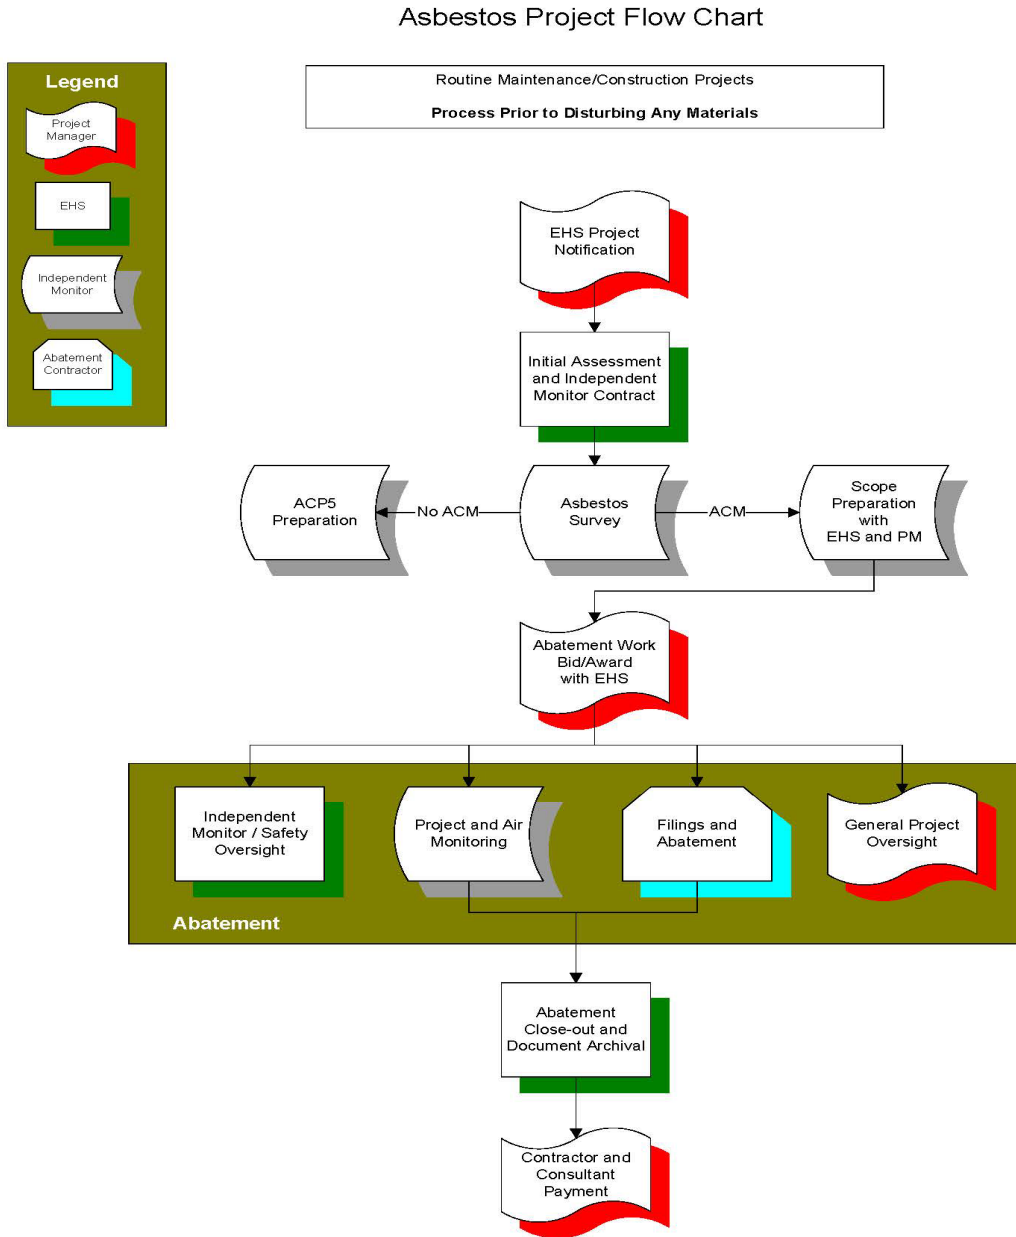 Asbestos Project Flow Chart
Legend
Project
Manager
EHS
Independent
Monitor
Abatement
Contractor
Routine Maintenance/Construction Projects
Process Prior to Disturbing Any Materials
EHS Project
Notification
Initial Assessment
and Independent
Monitor Contract
ACP5
Preparation
No ACM
Asbestos
Survey
ACM
Scope
Preparation
with
EHS and PM
Abatement Work
Bid/Award
with EHS
Independent
Monitor / Safety
Oversight
Project and Air
Monitoring
Filings and
Abatement
General Project
Oversight
Abatement
Abatement
Close-out and
Document Archival
Contractor and
Consultant
Payment